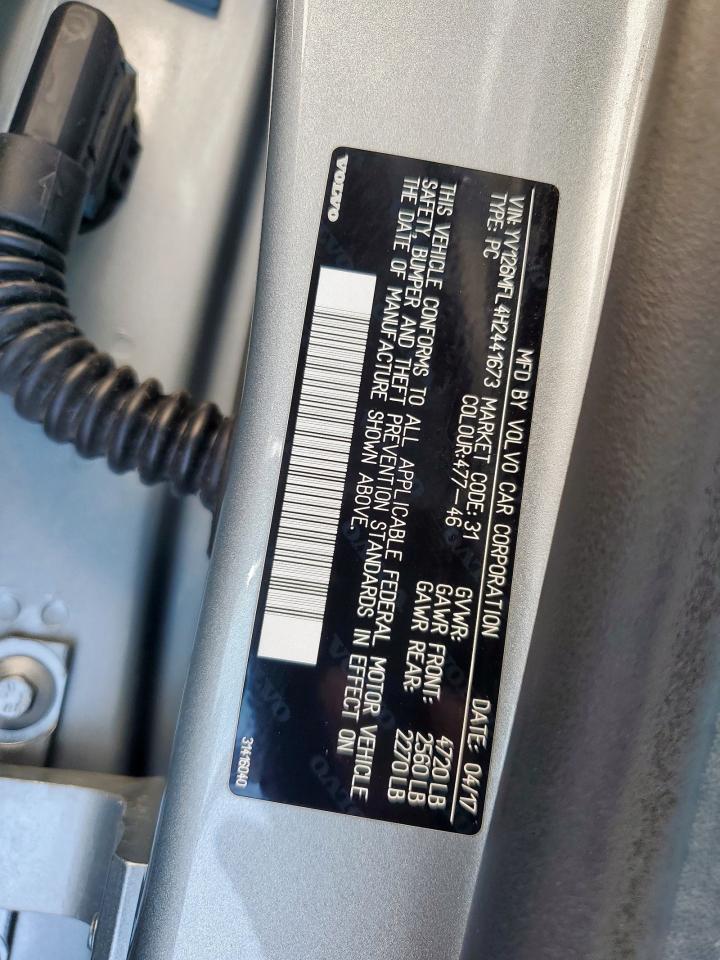 MFD BY VOLVO CAR CORPORATION DATE: 04/17
VIN: YV126MFL4H2441673 MARKET CODE: 31 GVWR: 4720 LB
TYPE: PC COLOUR:477-46 GAWR FRONT: 2560 LB
GAWR REAR: 2270 LB
THIS VEHICLE CONFORMS TO ALL APPLICABLE FEDERAL MOTOR VEHICLE
SAFETY, BUMPER AND THEFT PREVENTION STANDARDS IN EFFECT ON
THE DATE OF MANUFACTURE SHOWN ABOVE.
VOLVO 31415040